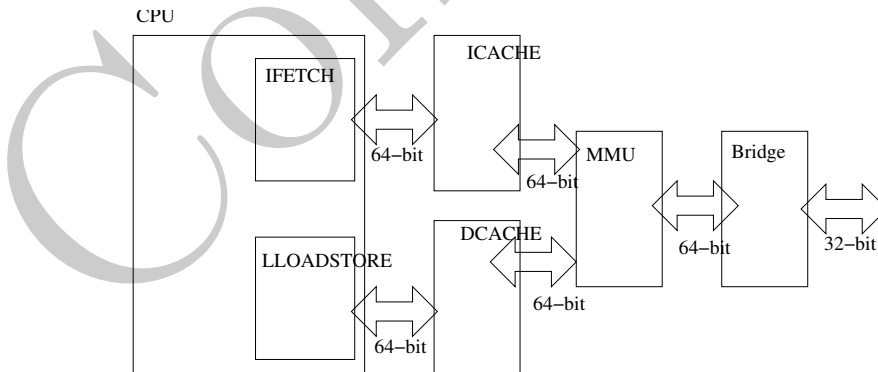 CPU
IFETCH
ICACHE
64−bit
64−bit
MMU
Bridge
64−bit
32−bit
LLOADSTORE
DCACHE
64−bit
64−bit